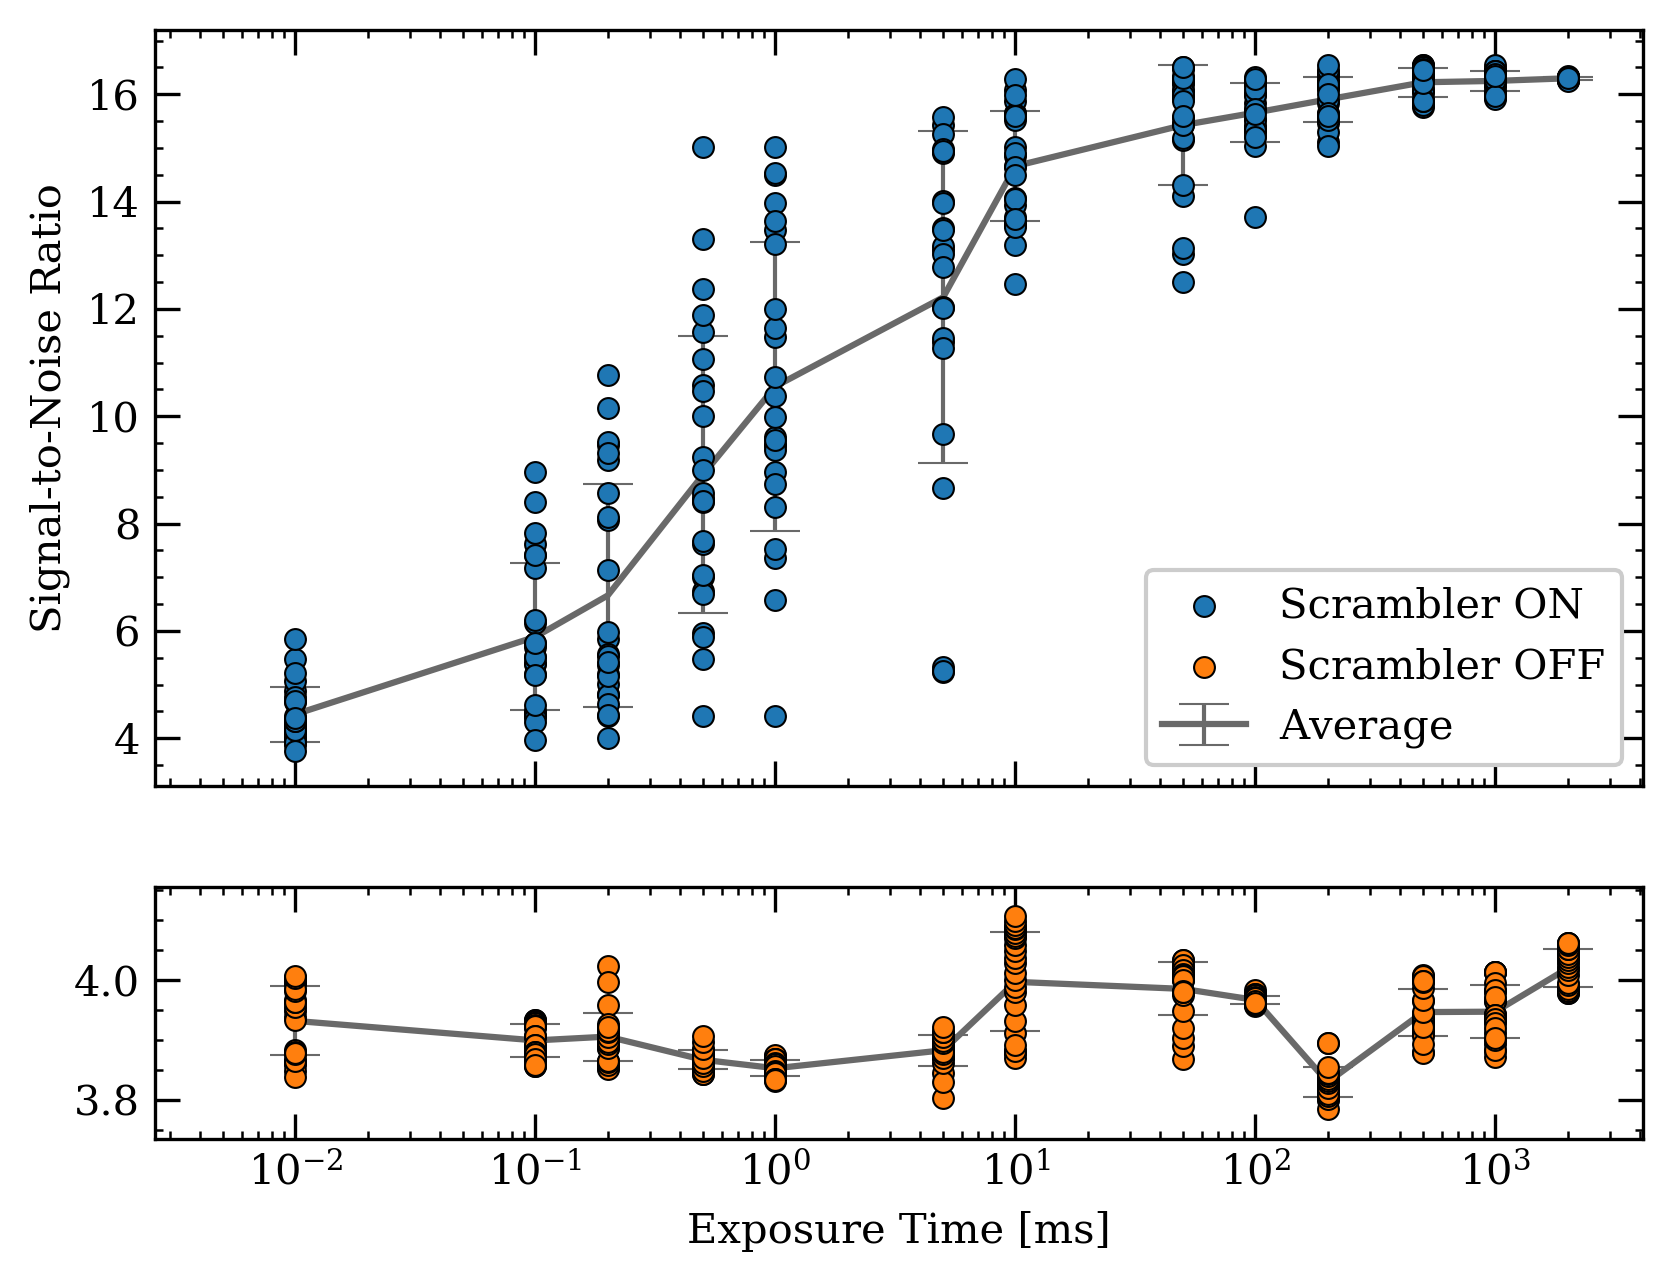 Signal-to-Noise Ratio
16
14
12
10
8
6
4
Scrambler ON
Scrambler OFF
Average
4.0
3.8
10⁻² 10⁻¹ 10⁰ 10¹ 10² 10³
Exposure Time [ms]